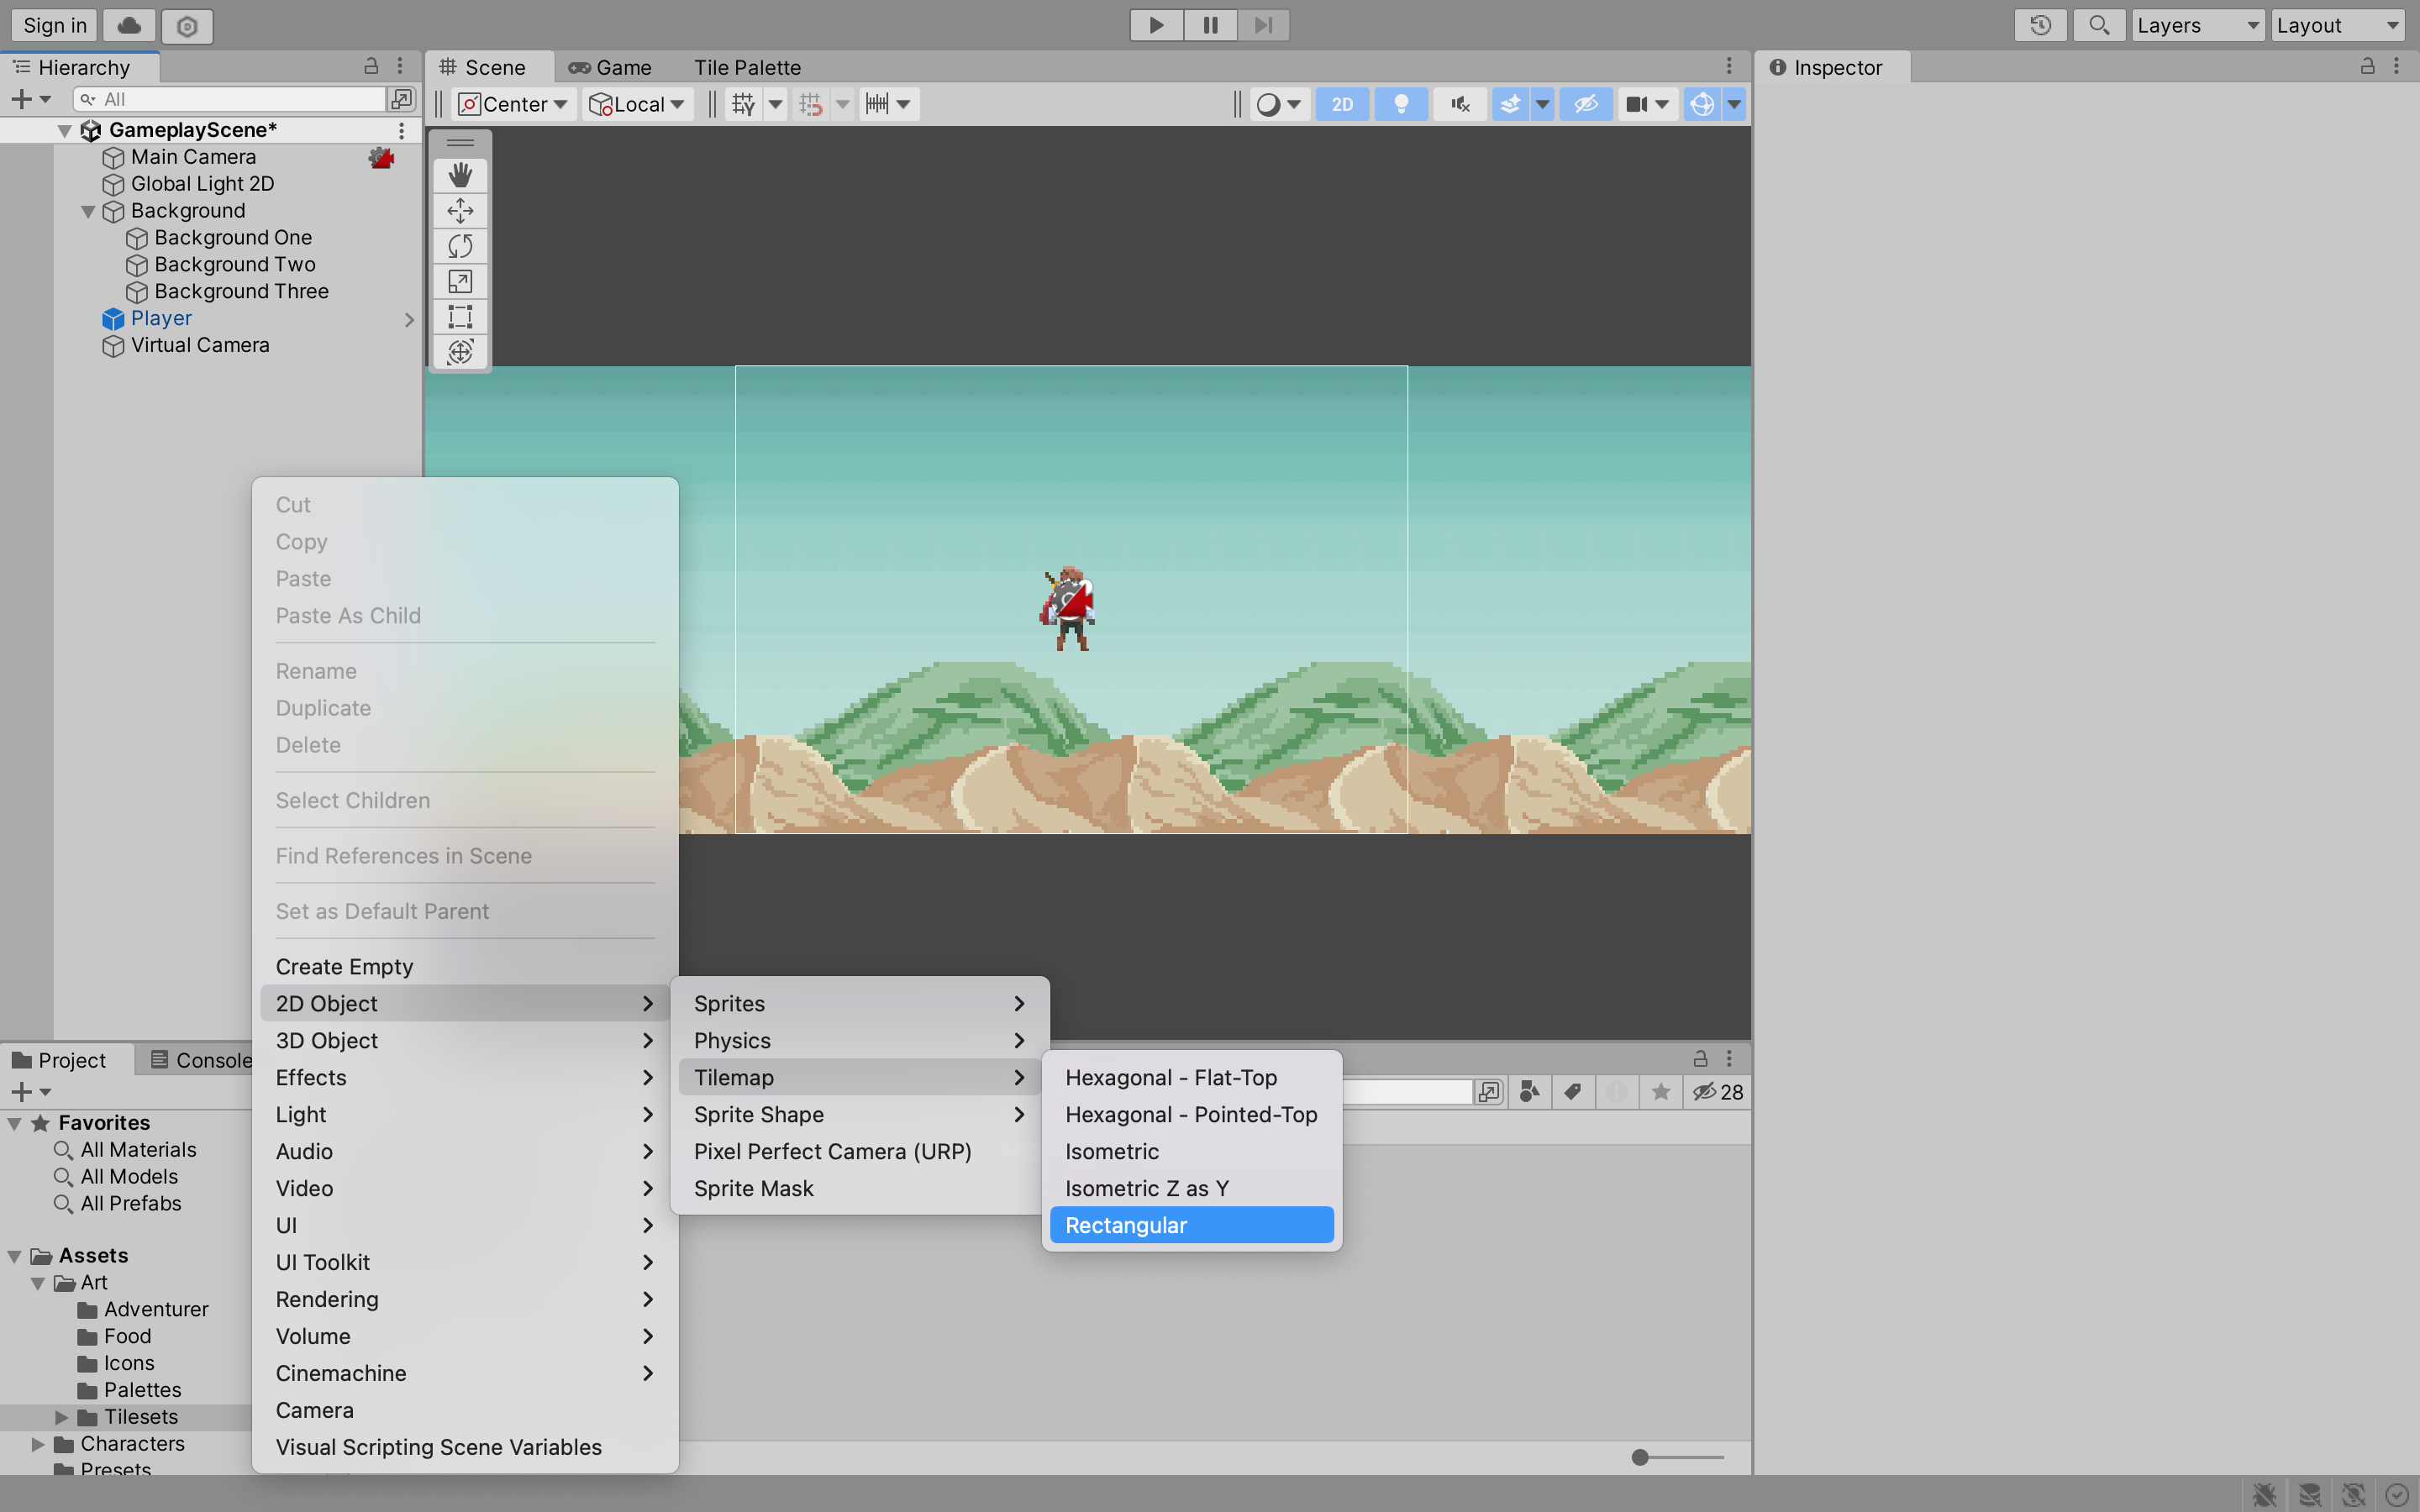 Sign in
Layers
Layout
Hierarchy
Scene
Game
Tile Palette
Inspector
All
Center
Local
2D
GameplayScene*
Main Camera
Global Light 2D
Background
Background One
Background Two
Background Three
Player
Virtual Camera
Cut
Copy
Paste
Paste As Child
Rename
Duplicate
Delete
Select Children
Find References in Scene
Set as Default Parent
Create Empty
2D Object
3D Object
Effects
Light
Audio
Video
UI
UI Toolkit
Rendering
Volume
Cinemachine
Camera
Visual Scripting Scene Variables
Sprites
Physics
Tilemap
Sprite Shape
Pixel Perfect Camera (URP)
Sprite Mask
Hexagonal - Flat-Top
Hexagonal - Pointed-Top
Isometric
Isometric Z as Y
Rectangular
28
Project
Console
Favorites
All Materials
All Models
All Prefabs
Assets
Art
Adventurer
Food
Icons
Palettes
Tilesets
Characters
Presets